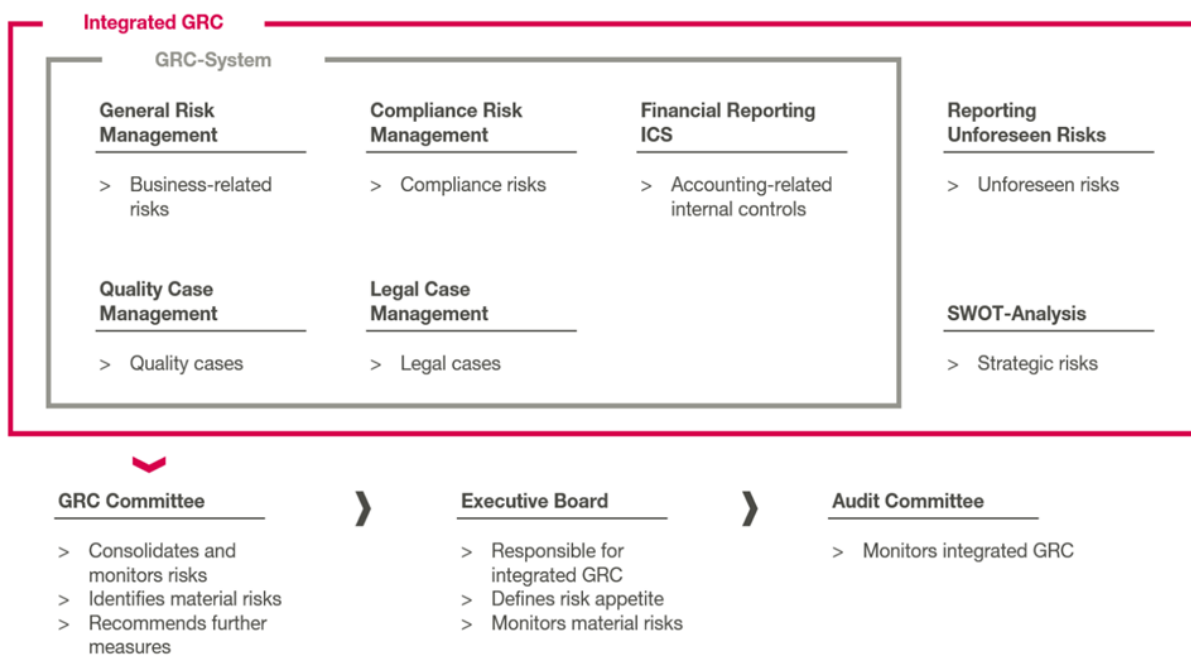 Integrated GRC
GRC-System
General Risk
Management
> Business-related
risks
Compliance Risk
Management
> Compliance risks
Financial Reporting
ICS
> Accounting-related
internal controls
Reporting
Unforeseen Risks
> Unforeseen risks
Quality Case
Management
> Quality cases
Legal Case
Management
> Legal cases
SWOT-Analysis
> Strategic risks
GRC Committee
> Consolidates and
monitors risks
> Identifies material risks
> Recommends further
measures
Executive Board
> Responsible for
integrated GRC
> Defines risk appetite
> Monitors material risks
Audit Committee
> Monitors integrated GRC